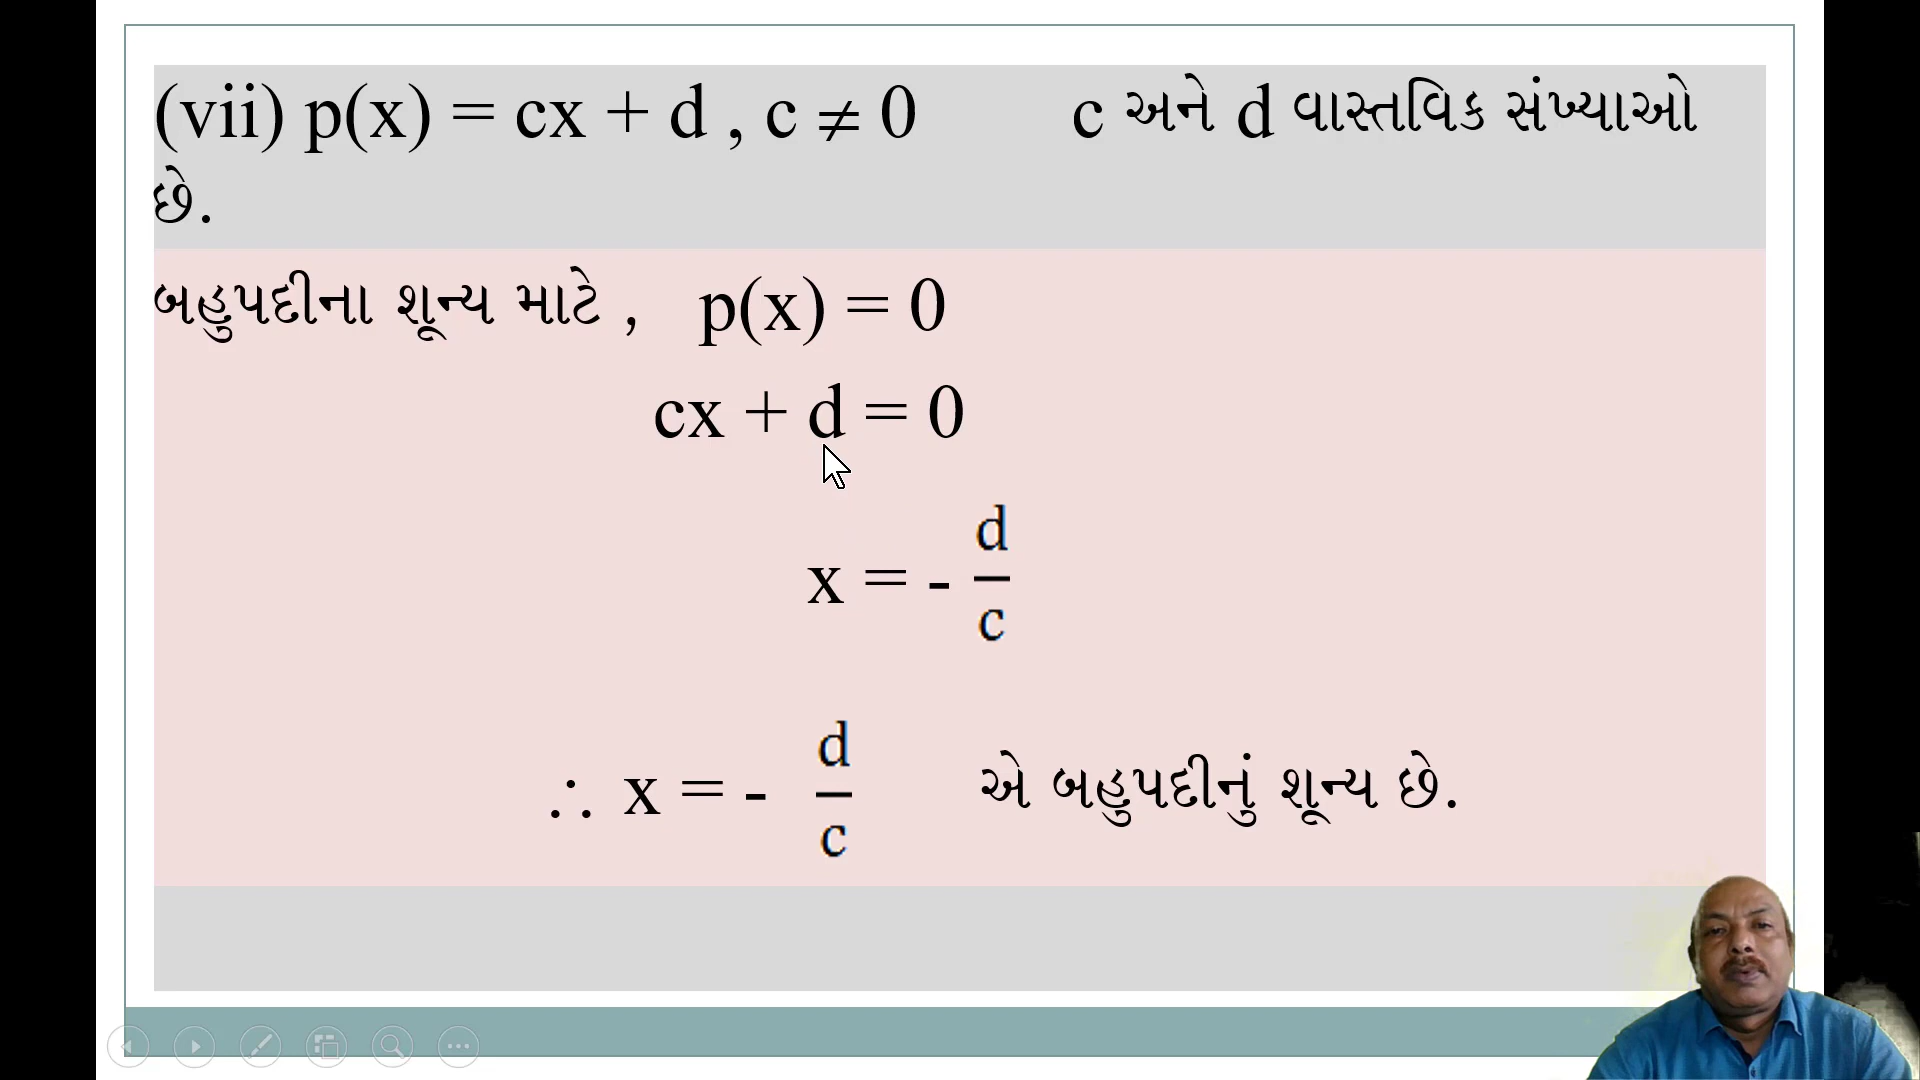 (vii) p(x) = cx + d , c ≠ 0 c અને d વાસ્તવિક સંખ્યાઓ
છે.
બહુપદીના શૂન્ય માટે , p(x) = 0
cx + d = 0
x = - d/c
∴ x = - d/c એ બહુપદીનું શૂન્ય છે.